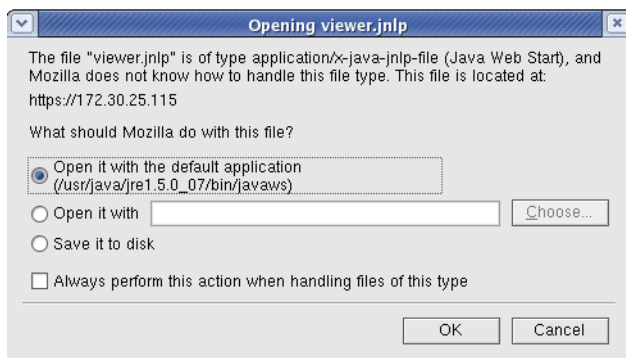 Opening viewer.jnlp
The file "viewer.jnlp" is of type application/x-java-jnlp-file (Java Web Start), and
Mozilla does not know how to handle this file type. This file is located at:
https://172.30.25.115
What should Mozilla do with this file?
Open it with the default application
(/usr/java/jre1.5.0_07/bin/javaws)
Open it with
Choose...
Save it to disk
Always perform this action when handling files of this type
OK
Cancel